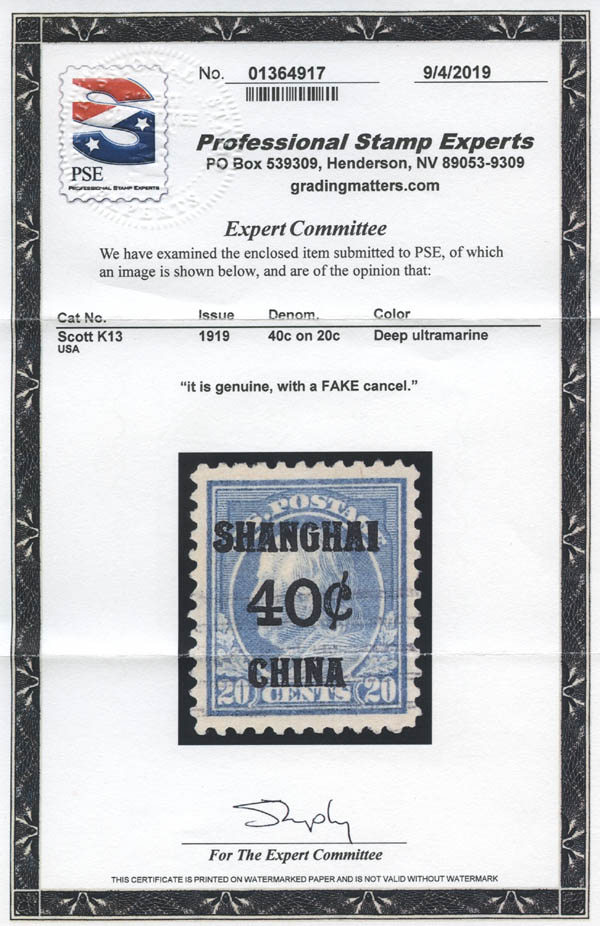 No. 01364917
9/4/2019
PSE
PROFESSIONAL STAMP EXPERTS
Professional Stamp Experts
PO Box 539309, Henderson, NV 89053-9309
gradingmatters.com
Expert Committee
We have examined the enclosed item submitted to PSE, of which
an image is shown below, and are of the opinion that:
Cat No. Issue Denom. Color
Scott K13 1919 40c on 20c Deep ultramarine
USA
“it is genuine, with a FAKE cancel.”
POSTA
SHANGHAI
40¢
CHINA
20 CENTS 20
For The Expert Committee
THIS CERTIFICATE IS PRINTED ON WATERMARKED PAPER AND IS NOT VALID WITHOUT WATERMARK